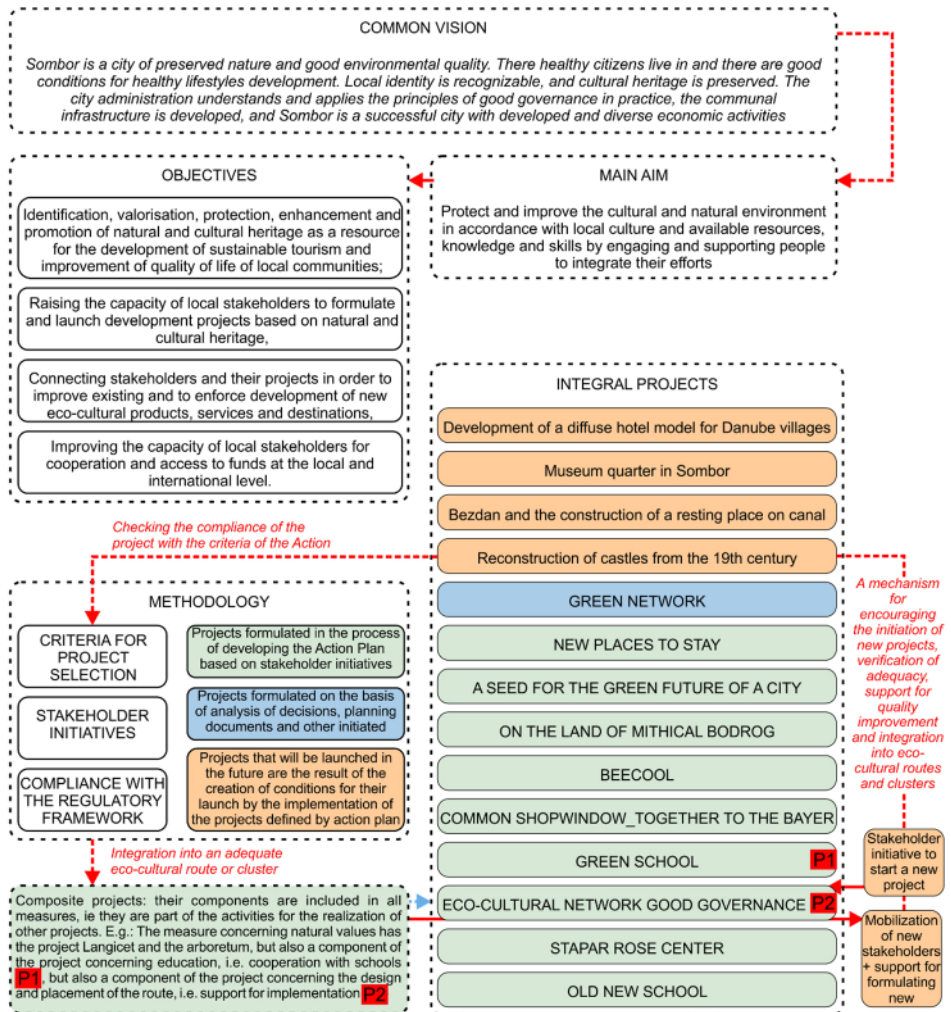 COMMON VISION
Sombor is a city of preserved nature and good environmental quality. There healthy citizens live in and there are good
conditions for healthy lifestyles development. Local identity is recognizable, and cultural heritage is preserved. The
city administration understands and applies the principles of good governance in practice, the communal
infrastructure is developed, and Sombor is a successful city with developed and diverse economic activities
OBJECTIVES
Identification, valorisation, protection, enhancement and
promotion of natural and cultural heritage as a resource
for the development of sustainable tourism and
improvement of quality of life of local communities;
Raising the capacity of local stakeholders to formulate
and launch development projects based on natural and
cultural heritage,
Connecting stakeholders and their projects in order to
improve existing and to enforce development of new
eco-cultural products, services and destinations,
Improving the capacity of local stakeholders for
cooperation and access to funds at the local and
international level.
MAIN AIM
Protect and improve the cultural and natural environment
in accordance with local culture and available resources,
knowledge and skills by engaging and supporting people
to integrate their efforts
INTEGRAL PROJECTS
Development of a diffuse hotel model for Danube villages
Museum quarter in Sombor
Bezdan and the construction of a resting place on canal
Reconstruction of castles from the 19th century
GREEN NETWORK
NEW PLACES TO STAY
A SEED FOR THE GREEN FUTURE OF A CITY
ON THE LAND OF MITHICAL BODROG
BEECOOL
COMMON SHOPWINDOW_TOGETHER TO THE BAYER
GREEN SCHOOL P1
ECO-CULTURAL NETWORK GOOD GOVERNANCE P2
STAPAR ROSE CENTER
OLD NEW SCHOOL
Checking the compliance of the
project with the criteria of the Action
METHODOLOGY
CRITERIA FOR
PROJECT
SELECTION
STAKEHOLDER
INITIATIVES
COMPLIANCE WITH
THE REGULATORY
FRAMEWORK
Projects formulated in the process
of developing the Action Plan
based on stakeholder initiatives
Projects formulated on the basis
of analysis of decisions, planning
documents and other initiated
Projects that will be launched in
the future are the result of the
creation of conditions for their
launch by the implementation of
the projects defined by action plan
Integration into an adequate
eco-cultural route or cluster
Composite projects: their components are included in all
measures, ie they are part of the activities for the realization of
other projects. E.g.: The measure concerning natural values has
the project Langicet and the arboretum, but also a component of
the project concerning education, i.e. cooperation with schools
P1, but also a component of the project concerning the design
and placement of the route, i.e. support for implementation P2
A mechanism
for
encouraging
the initiation of
new projects,
verification of
adequacy,
support for
quality
improvement
and integration
into eco-
cultural routes
and clusters
Stakeholder
initiative to
start a new
project
Mobilization
of new
stakeholders
+ support for
formulating
new